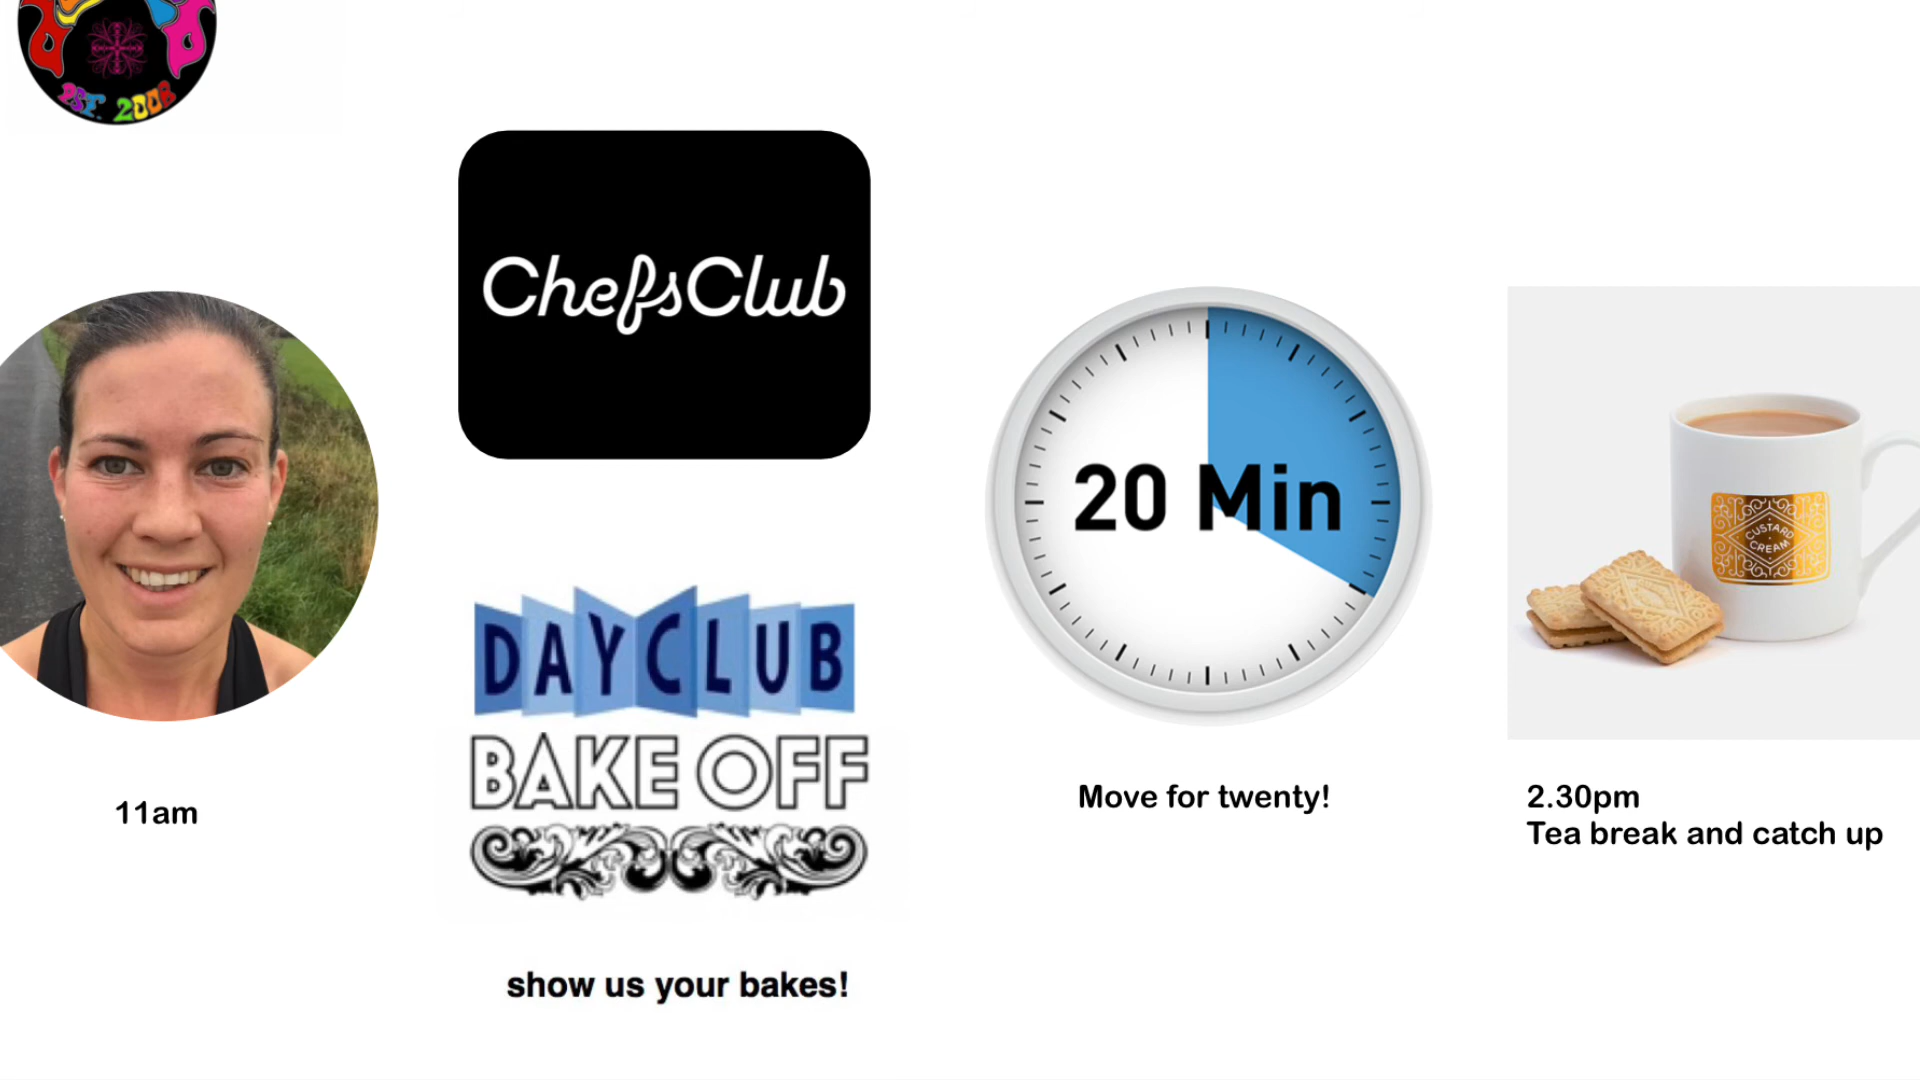 EST. 2008
ChefsClub
DAYCLUB
BAKE OFF
show us your bakes!
11am
20 Min
Move for twenty!
CUSTARD
CREAM
2.30pm
Tea break and catch up